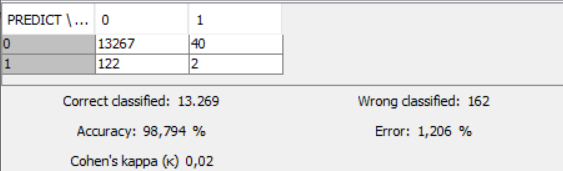 PREDICT \ ... 0 1
0 13267 40
1 122 2
Correct classified: 13.269 Wrong classified: 162
Accuracy: 98,794 % Error: 1,206 %
Cohen's kappa (κ) 0,02